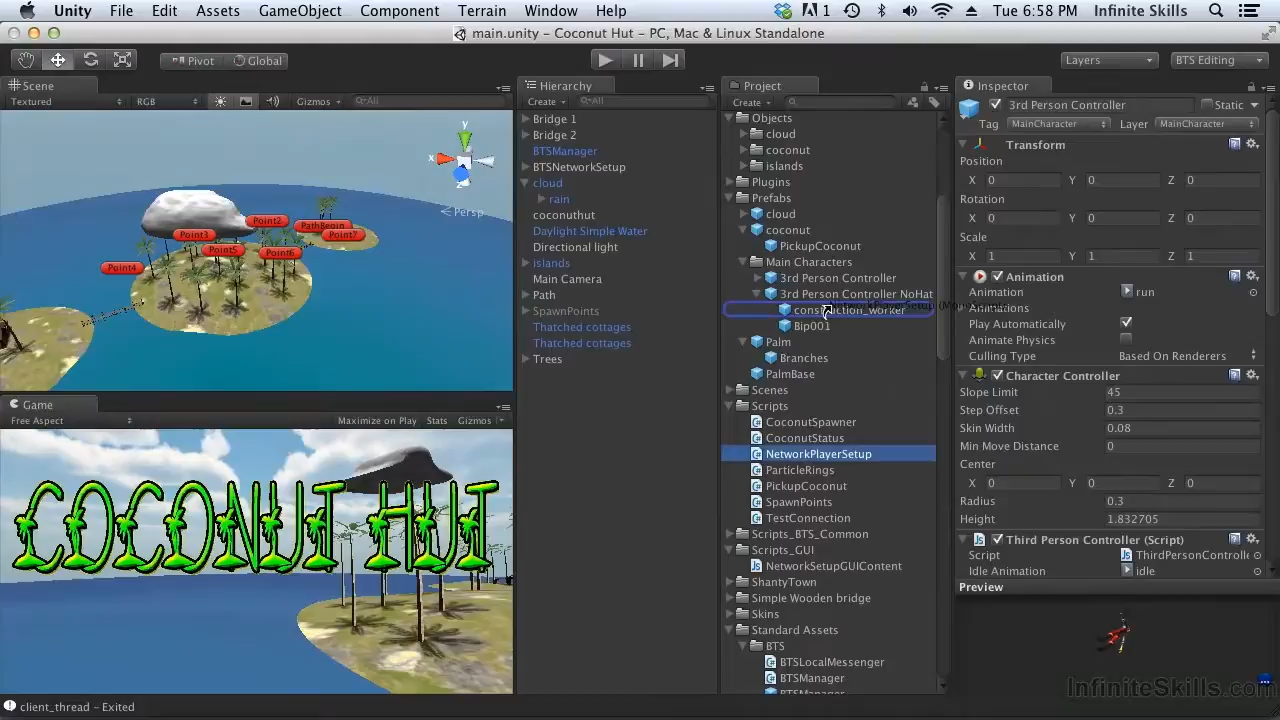 Unity File Edit Assets GameObject Component Terrain Window Help 1 Tue 6:58 PM Infinite Skills
main.unity – Coconut Hut – PC, Mac & Linux Standalone
Pivot Global Layers BTS Editing
Scene
Textured RGB Gizmos All
y
x
z
Persp
Point2
PathBegin
Point3
Point7
Point5
Point6
Point4
Game
Free Aspect Maximize on Play Stats Gizmos
COCONUT HUT
Hierarchy
Create All
Bridge 1
Bridge 2
BTSManager
BTSNetworkSetup
cloud
rain
coconuthut
Daylight Simple Water
Directional light
islands
Main Camera
Path
SpawnPoints
Thatched cottages
Thatched cottages
Trees
Project
Create
Objects
cloud
coconut
islands
Plugins
Prefabs
cloud
coconut
PickupCoconut
Main Characters
3rd Person Controller
3rd Person Controller NoHat
construction_worker
Bip001
Palm
Branches
PalmBase
Scenes
Scripts
CoconutSpawner
CoconutStatus
NetworkPlayerSetup
ParticleRings
PickupCoconut
SpawnPoints
TestConnection
Scripts_BTS_Common
Scripts_GUI
NetworkSetupGUIContent
ShantyTown
Simple Wooden bridge
Skins
Standard Assets
BTS
BTSLocalMessenger
BTSManager
BTSManager
Inspector
3rd Person Controller Static
Tag MainCharacter Layer MainCharacter
Transform
Position
X 0 Y 0 Z 0
Rotation
X 0 Y 0 Z 0
Scale
X 1 Y 1 Z 1
Animation
Animation run
Animations
Play Automatically
Animate Physics
Culling Type Based On Renderers
Character Controller
Slope Limit 45
Step Offset 0.3
Skin Width 0.08
Min Move Distance 0
Center
X 0 Y 0 Z 0
Radius 0.3
Height 1.832705
Third Person Controller (Script)
Script ThirdPersonControlle
Idle Animation idle
Preview
InfiniteSkills.com
client_thread – Exited